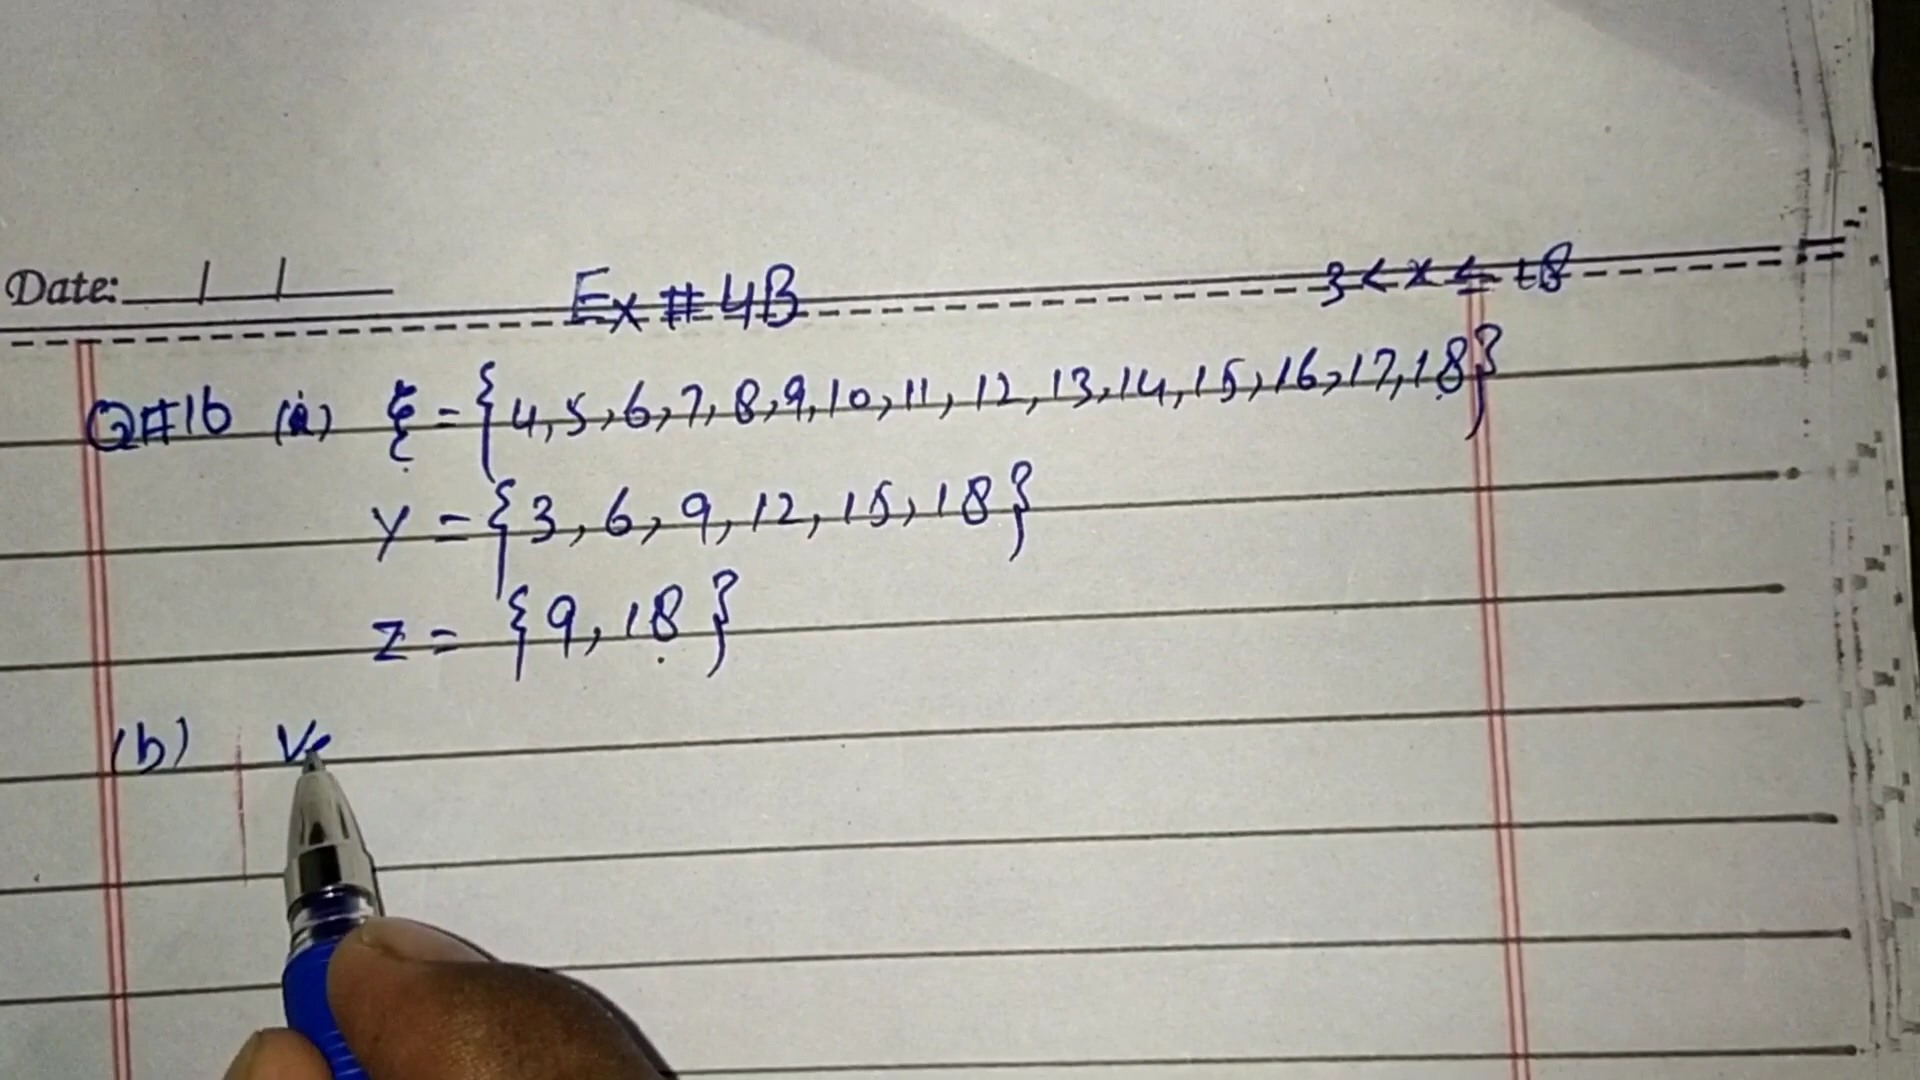 Date: / /
Ex # 4B
3 < x ≤ 18
Q#16 (a) ξ = {4,5,6,7,8,9,10,11,12,13,14,15,16,17,18}
Y = {3,6,9,12,15,18}
Z = {9,18}
(b) Ve